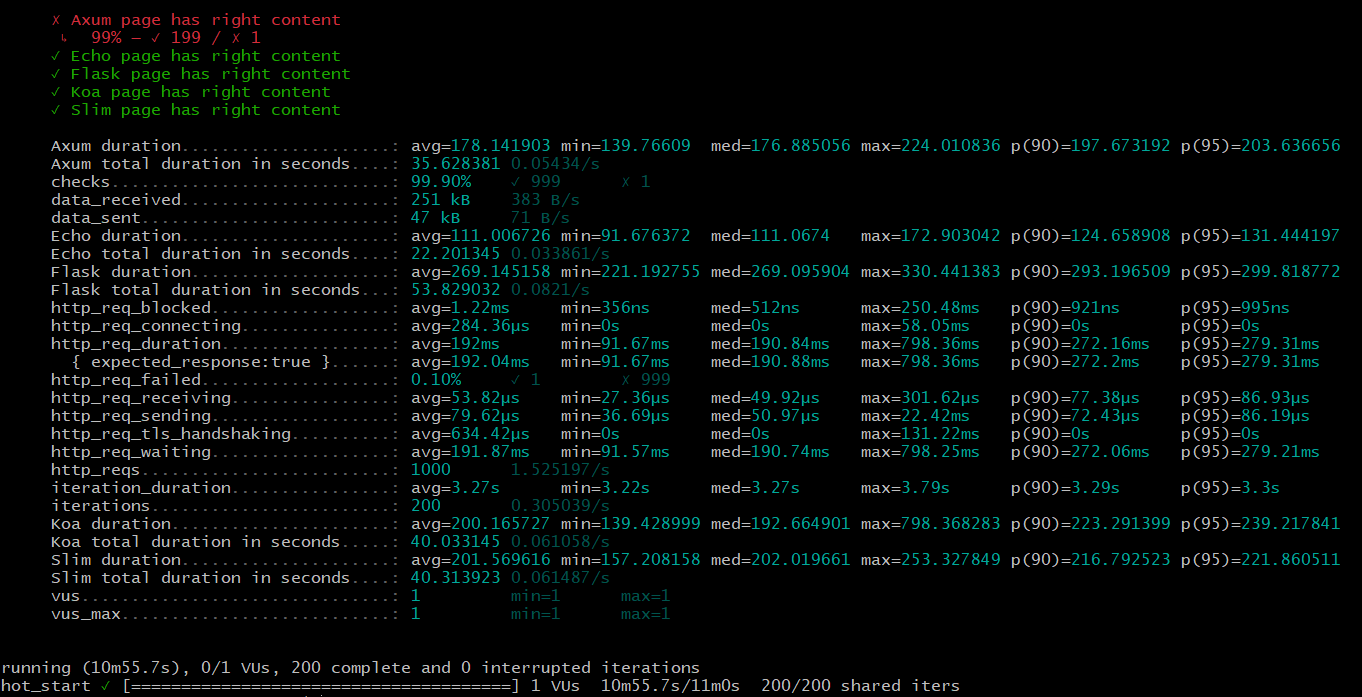 ✗ Axum page has right content
↳  99% — ✓ 199 / ✗ 1
✓ Echo page has right content
✓ Flask page has right content
✓ Koa page has right content
✓ Slim page has right content
Axum duration.....................: avg=178.141903 min=139.76609  med=176.885056 max=224.010836 p(90)=197.673192 p(95)=203.636656
Axum total duration in seconds....: 35.628381 0.05434/s
checks............................: 99.90%    ✓ 999      ✗ 1
data_received.....................: 251 kB    383 B/s
data_sent.........................: 47 kB     71 B/s
Echo duration.....................: avg=111.006726 min=91.676372  med=111.0674   max=172.903042 p(90)=124.658908 p(95)=131.444197
Echo total duration in seconds....: 22.201345 0.033861/s
Flask duration....................: avg=269.145158 min=221.192755 med=269.095904 max=330.441383 p(90)=293.196509 p(95)=299.818772
Flask total duration in seconds...: 53.829032 0.0821/s
http_req_blocked..................: avg=1.22ms     min=356ns      med=512ns      max=250.48ms   p(90)=921ns      p(95)=995ns
http_req_connecting...............: avg=284.36µs   min=0s         med=0s         max=58.05ms    p(90)=0s         p(95)=0s
http_req_duration.................: avg=192ms      min=91.67ms    med=190.84ms   max=798.36ms   p(90)=272.16ms   p(95)=279.31ms
{ expected_response:true }......: avg=192.04ms   min=91.67ms    med=190.88ms   max=798.36ms   p(90)=272.2ms    p(95)=279.31ms
http_req_failed...................: 0.10%     ✓ 1        ✗ 999
http_req_receiving................: avg=53.82µs    min=27.36µs    med=49.92µs    max=301.62µs   p(90)=77.38µs    p(95)=86.93µs
http_req_sending..................: avg=79.62µs    min=36.69µs    med=50.97µs    max=22.42ms    p(90)=72.43µs    p(95)=86.19µs
http_req_tls_handshaking..........: avg=634.42µs   min=0s         med=0s         max=131.22ms   p(90)=0s         p(95)=0s
http_req_waiting..................: avg=191.87ms   min=91.57ms    med=190.74ms   max=798.25ms   p(90)=272.06ms   p(95)=279.21ms
http_reqs.........................: 1000      1.525197/s
iteration_duration................: avg=3.27s      min=3.22s      med=3.27s      max=3.79s      p(90)=3.29s      p(95)=3.3s
iterations........................: 200       0.305039/s
Koa duration......................: avg=200.165727 min=139.428999 med=192.664901 max=798.368283 p(90)=223.291399 p(95)=239.217841
Koa total duration in seconds.....: 40.033145 0.061058/s
Slim duration.....................: avg=201.569616 min=157.208158 med=202.019661 max=253.327849 p(90)=216.792523 p(95)=221.860511
Slim total duration in seconds....: 40.313923 0.061487/s
vus...............................: 1         min=1      max=1
vus_max...........................: 1         min=1      max=1
running (10m55.7s), 0/1 VUs, 200 complete and 0 interrupted iterations
hot_start ✓ [======================================] 1 VUs  10m55.7s/11m0s  200/200 shared iters